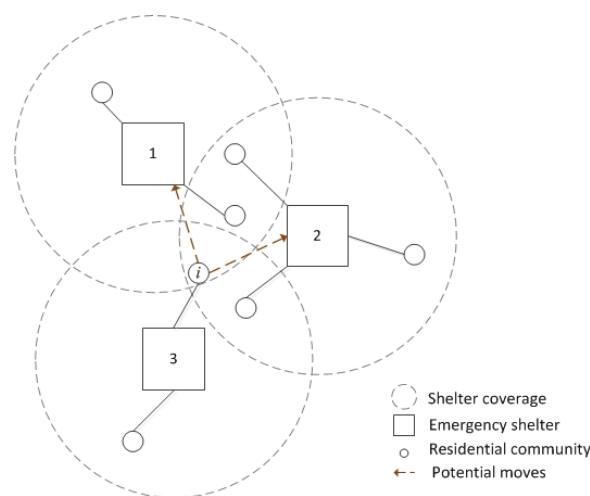 1
2
i
3
Shelter coverage
Emergency shelter
Residential community
Potential moves